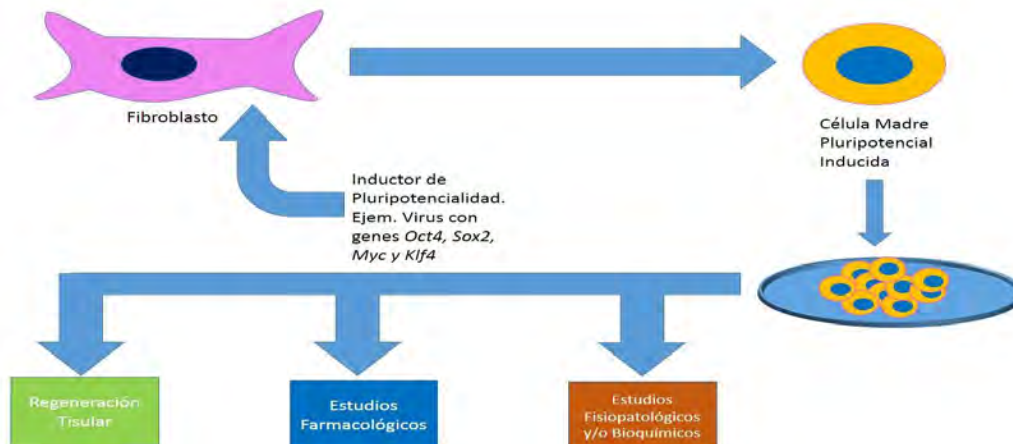 Fibroblasto
Célula Madre
Pluripotencial
Inducida
Inductor de
Pluripotencialidad.
Ejem. Virus con
genes Oct4, Sox2,
Myc y Klf4
Regeneración
Tisular
Estudios
Farmacológicos
Estudios
Fisiopatológicos
y/o Bioquímicos